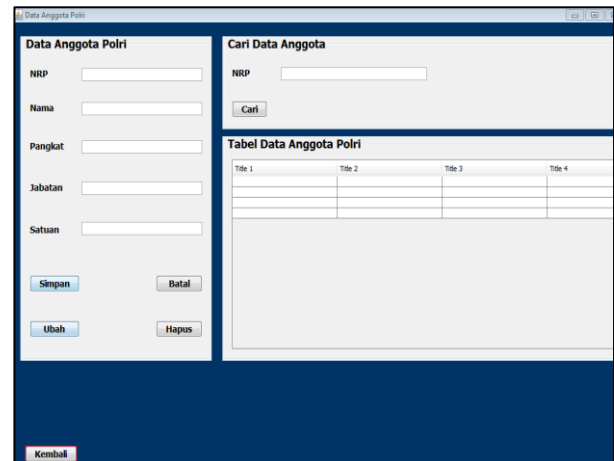 Data Anggota Polri
Data Anggota Polri
NRP
Nama
Pangkat
Jabatan
Satuan
Simpan
Batal
Ubah
Hapus
Cari Data Anggota
NRP
Cari
Tabel Data Anggota Polri
Title 1 Title 2 Title 3 Title 4
Kembali